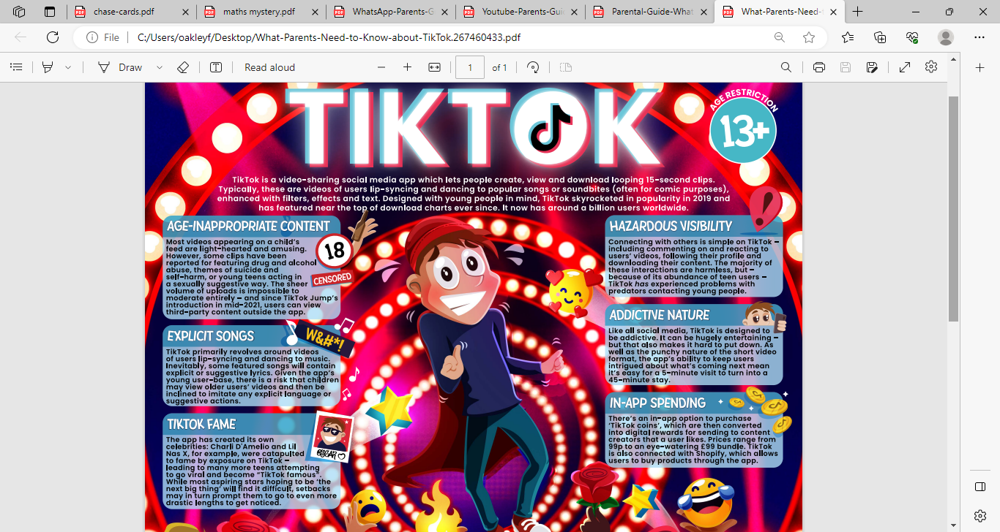 chase-cards.pdf
maths mystery.pdf
WhatsApp-Parents-G
Youtube-Parents-Gui
Parental-Guide-What
What-Parents-Need-
File
C:/Users/oakleyf/Desktop/What-Parents-Need-to-Know-about-TikTok.267460433.pdf
Draw
Read aloud
1
of 1
TIKTOK
AGE RESTRICTION
13+
TikTok is a video-sharing social media app which lets people create, view and download looping 15-second clips.
Typically, these are videos of users lip-syncing and dancing to popular songs or soundbites (often for comic purposes),
enhanced with filters, effects and text. Designed with young people in mind, TikTok skyrocketed in popularity in 2019 and
has featured near the top of download charts ever since. It now has around a billion users worldwide.
AGE-INAPPROPRIATE CONTENT
Most videos appearing on a child's
feed are light-hearted and amusing.
However, some clips have been
reported for featuring drug and alcohol
abuse, themes of suicide and
self-harm, or young teens acting in
a sexually suggestive way. The sheer
volume of uploads is impossible to
moderate entirely – and since TikTok Jump's
introduction in mid-2021, users can view
third-party content outside the app.
18
CENSORED
EXPLICIT SONGS
W&#*!
TikTok primarily revolves around videos
of users lip-syncing and dancing to music.
Inevitably, some featured songs will contain
explicit or suggestive lyrics. Given the app's
young user-base, there is a risk that children
may view older users' videos and then be
inclined to imitate any explicit language or
suggestive actions.
TIKTOK FAME
The app has created its own
celebrities: Charli D'Amelio and Lil
Nas X, for example, were catapulted
to fame by exposure on TikTok –
leading to many more teens attempting
to go viral and become "TikTok famous".
While most aspiring stars hoping to be 'the
next big thing' will find it difficult, setbacks
may in turn prompt them to go to even more
drastic lengths to get noticed.
OSCAR
HAZARDOUS VISIBILITY
Connecting with others is simple on TikTok –
including commenting on and reacting to
users' videos, following their profile and
downloading their content. The majority of
these interactions are harmless, but –
because of its abundance of teen users –
TikTok has experienced problems with
predators contacting young people.
ADDICTIVE NATURE
Like all social media, TikTok is designed to
be addictive. It can be hugely entertaining –
but that also makes it hard to put down. As
well as the punchy nature of the short video
format, the app's ability to keep users
intrigued about what's coming next mean
it's easy for a 5-minute visit to turn into a
45-minute stay.
IN-APP SPENDING
There's an in-app option to purchase
'TikTok coins', which are then converted
into digital rewards for sending to content
creators that a user likes. Prices range from
99p to an eye-watering £99 bundle. TikTok
is also connected with Shopify, which allows
users to buy products through the app.